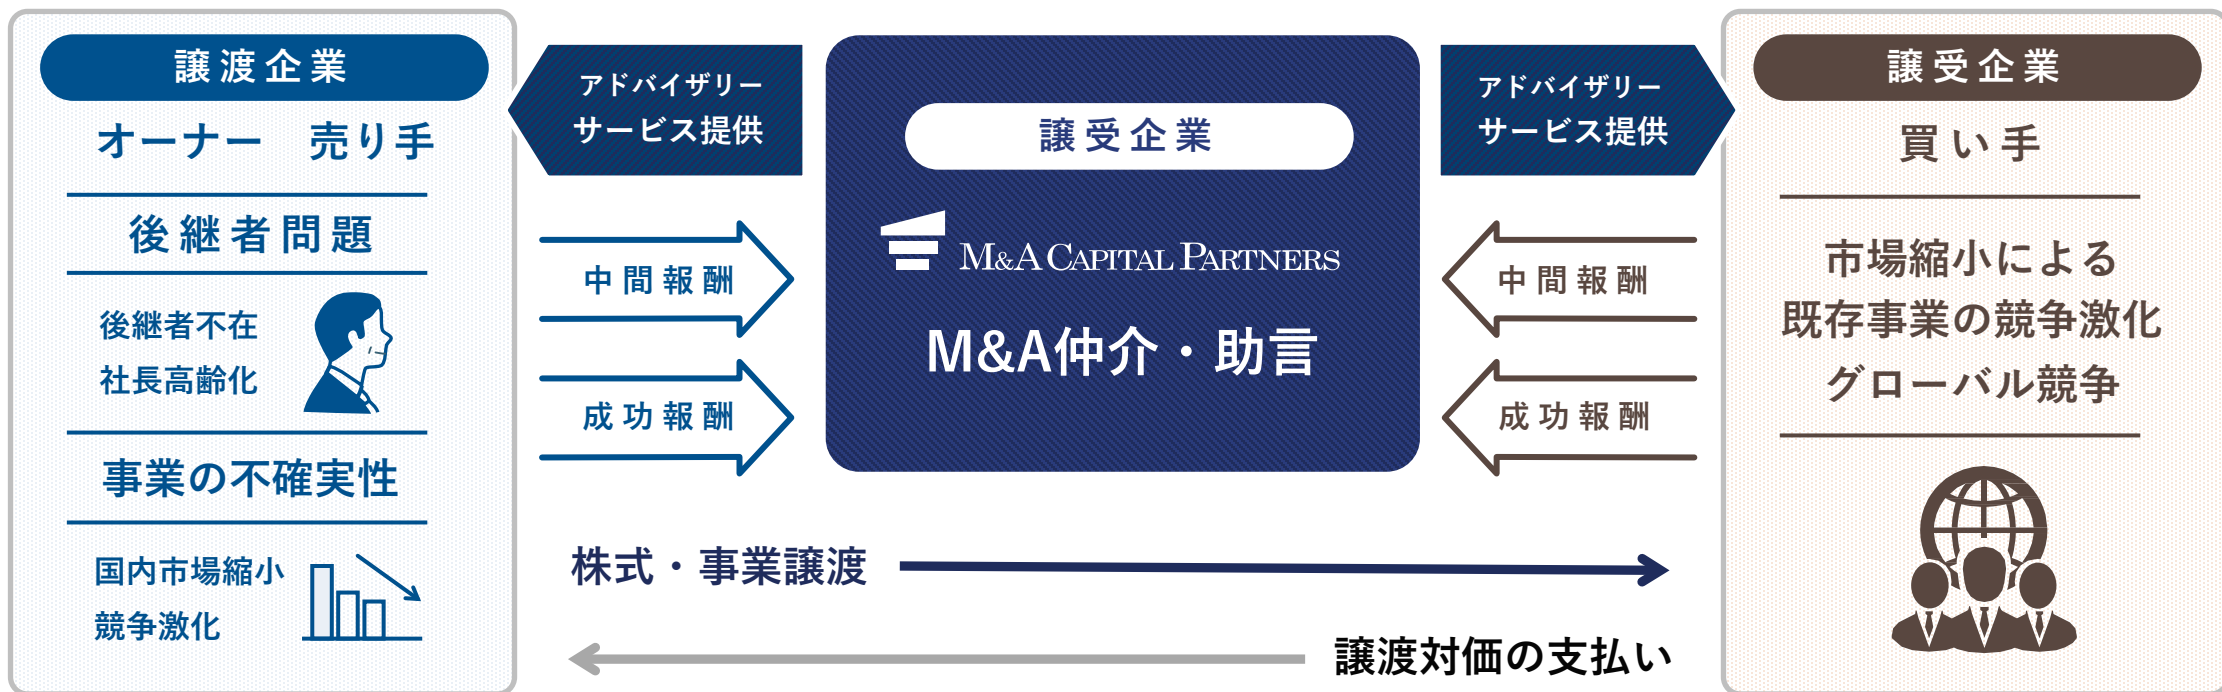 譲渡企業
オーナー　売り手
後継者問題
後継者不在
社長高齢化
事業の不確実性
国内市場縮小
競争激化
アドバイザリー
サービス提供
中間報酬
成功報酬
譲受企業
M&A CAPITAL PARTNERS
M&A仲介・助言
アドバイザリー
サービス提供
中間報酬
成功報酬
株式・事業譲渡
譲渡対価の支払い
譲受企業
買い手
市場縮小による
既存事業の競争激化
グローバル競争